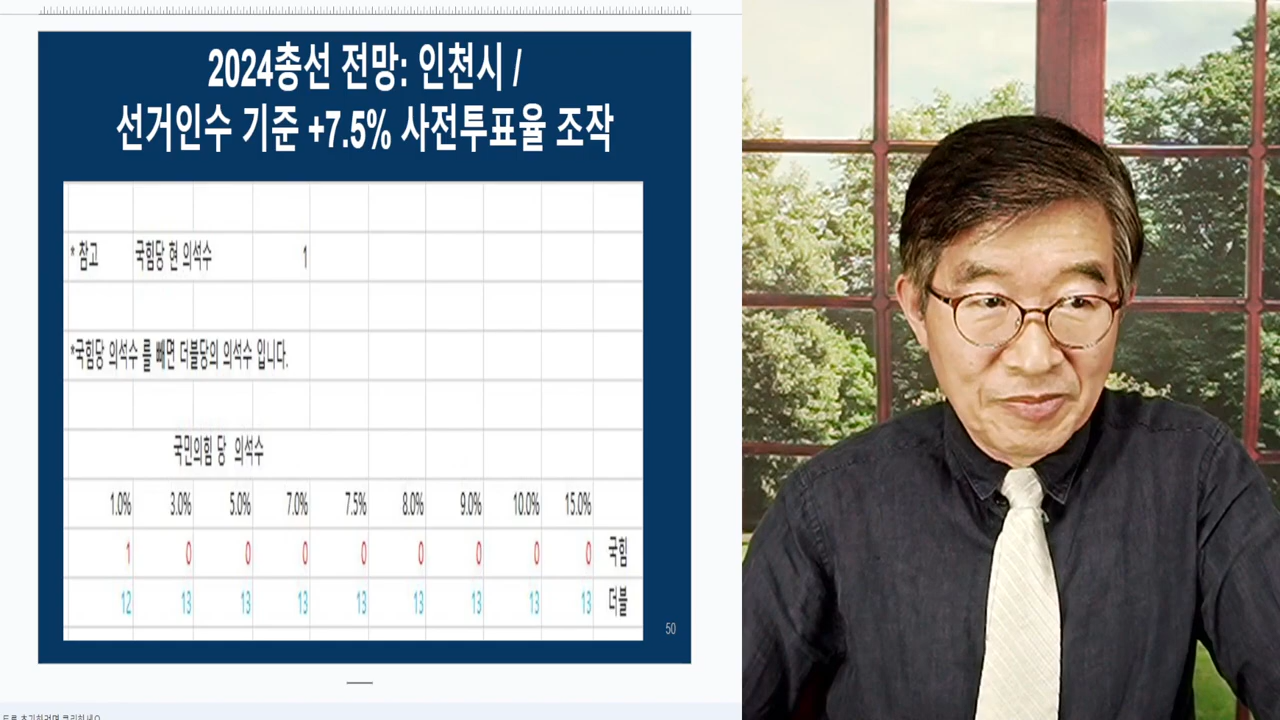 2024총선 전망: 인천시 /
선거인수 기준 +7.5% 사전투표율 조작
* 참고 국힘당 현 의석수 1
*국힘당 의석수 를 빼면 더블당의 의석수 입니다.
국민의힘 당 의석수
1.0% 3.0% 5.0% 7.0% 7.5% 8.0% 9.0% 10.0% 15.0%
1 0 0 0 0 0 0 0 0 국힘
12 13 13 13 13 13 13 13 13 더블
50